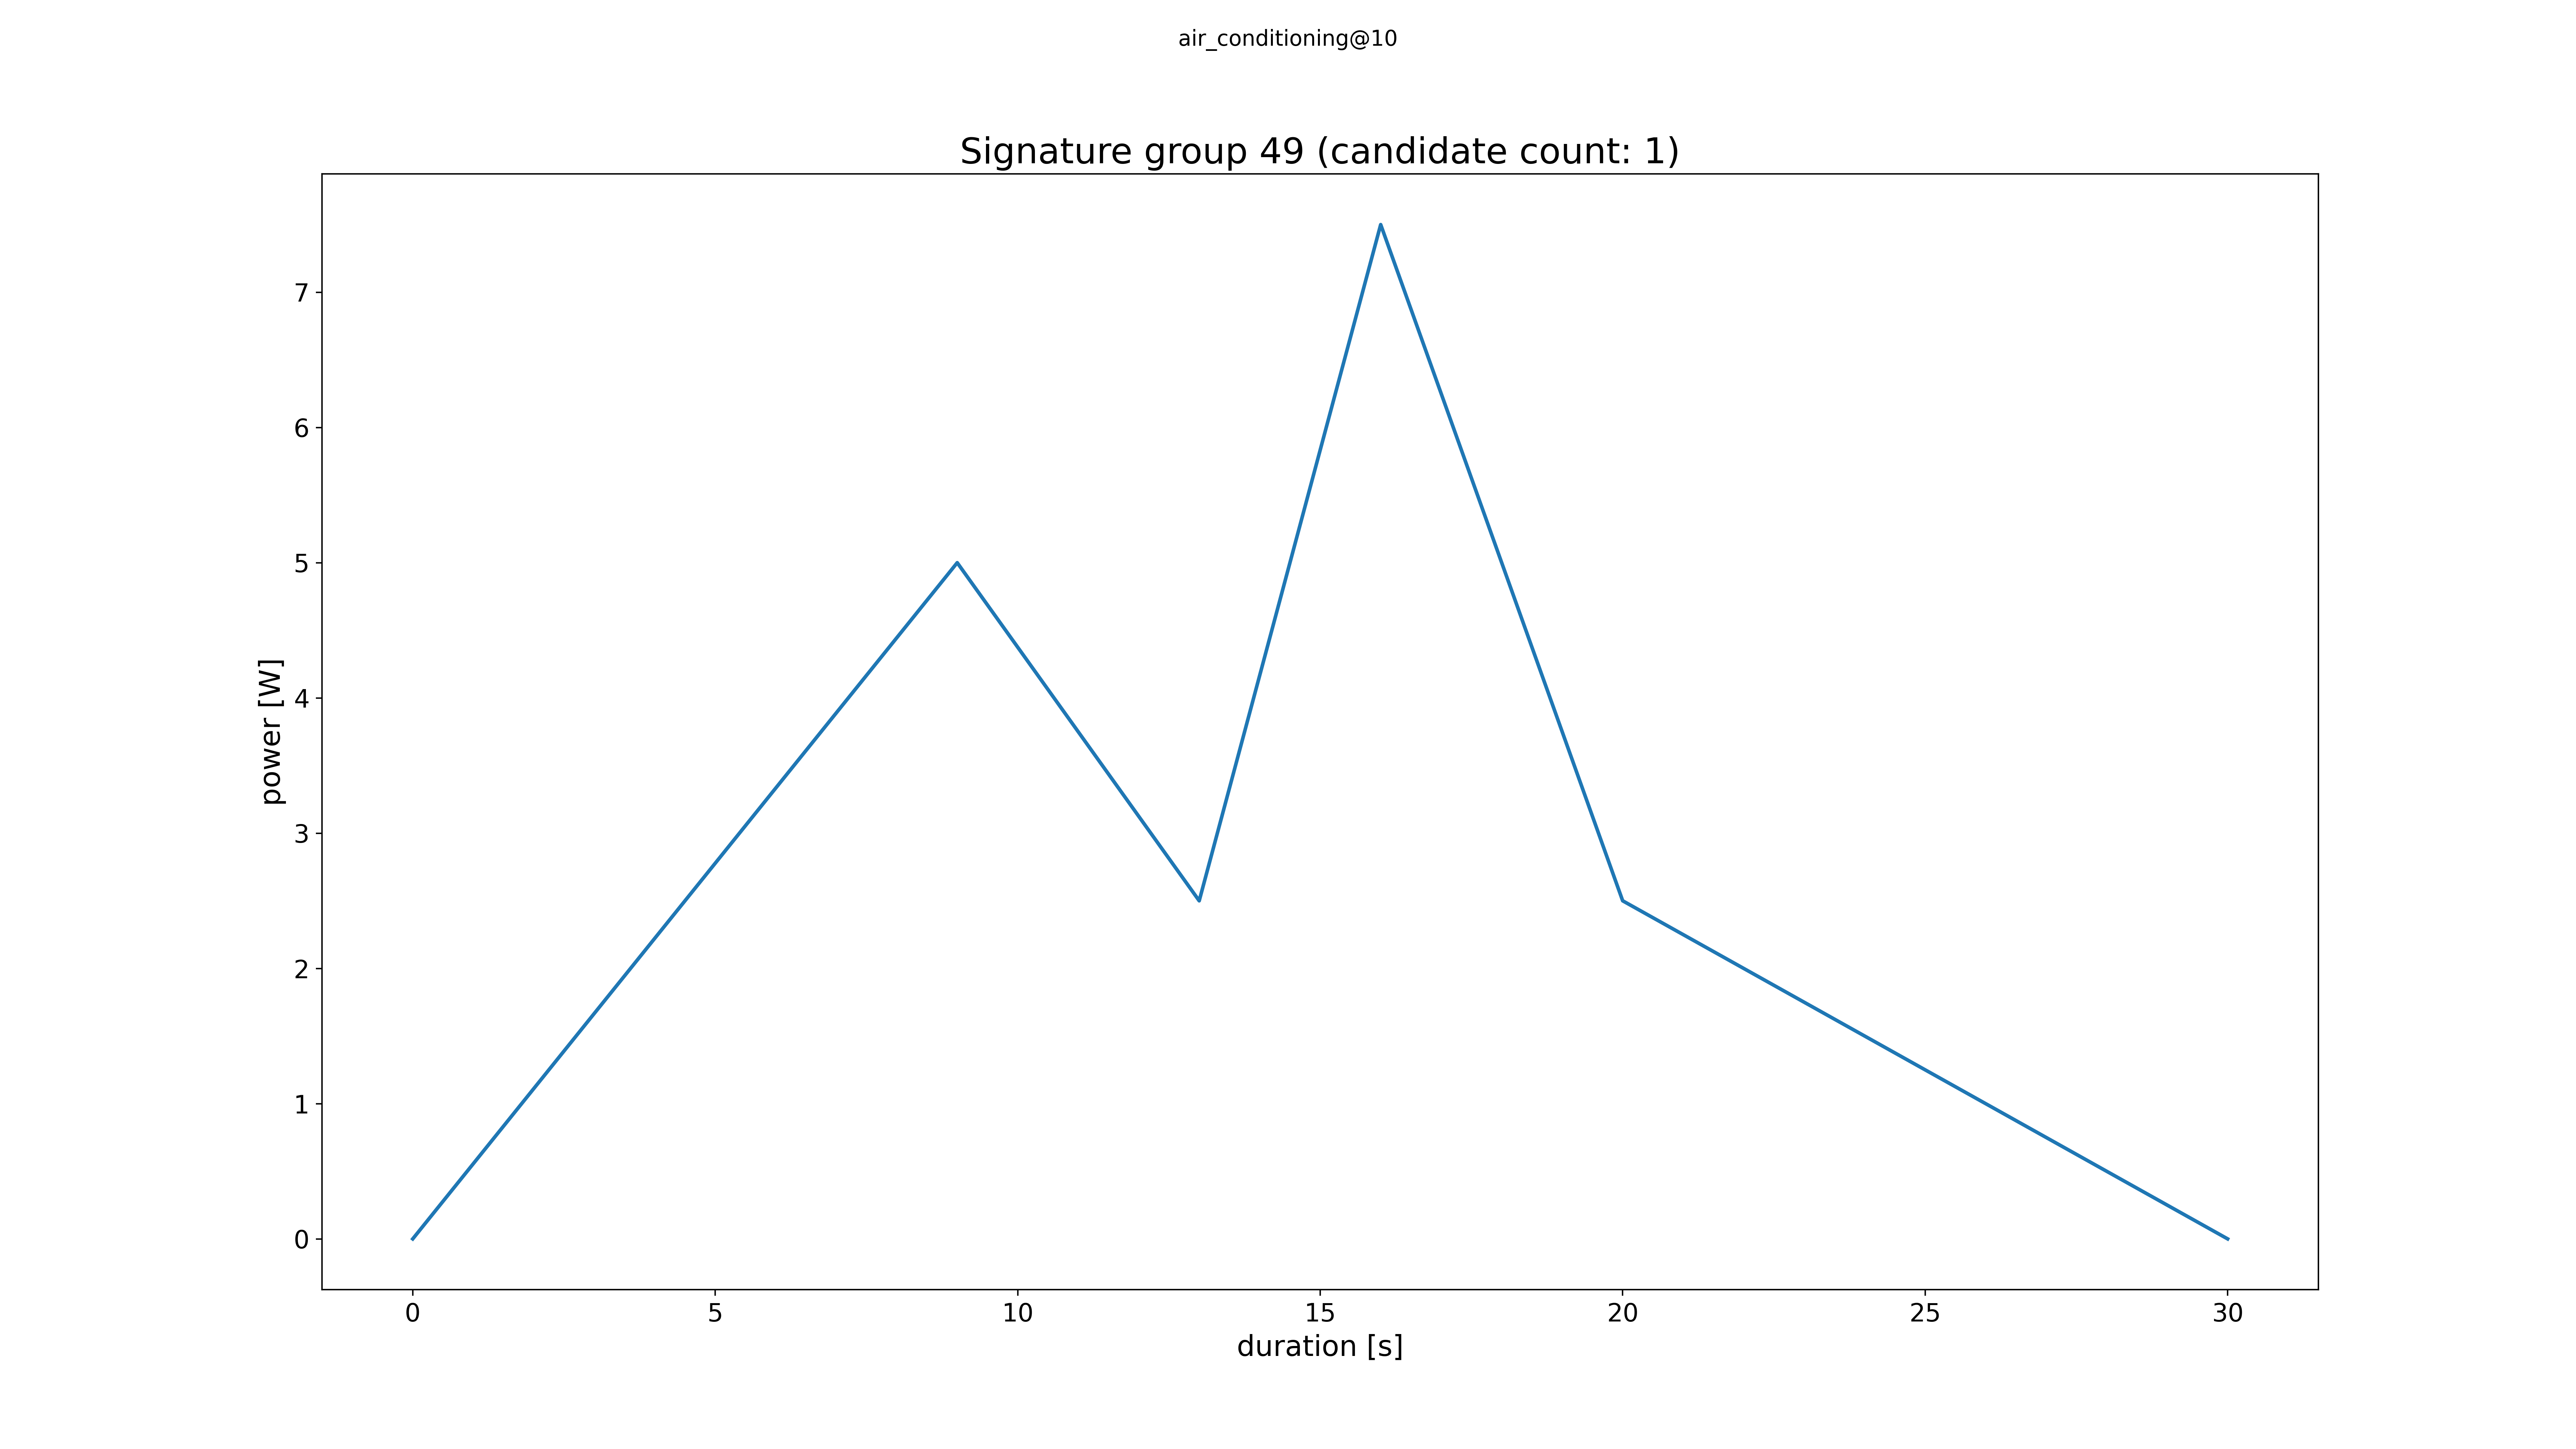 air_conditioning@10
Signature group 49 (candidate count: 1)
7
6
5
4
3
2
1
0
power [W]
0 5 10 15 20 25 30
duration [s]